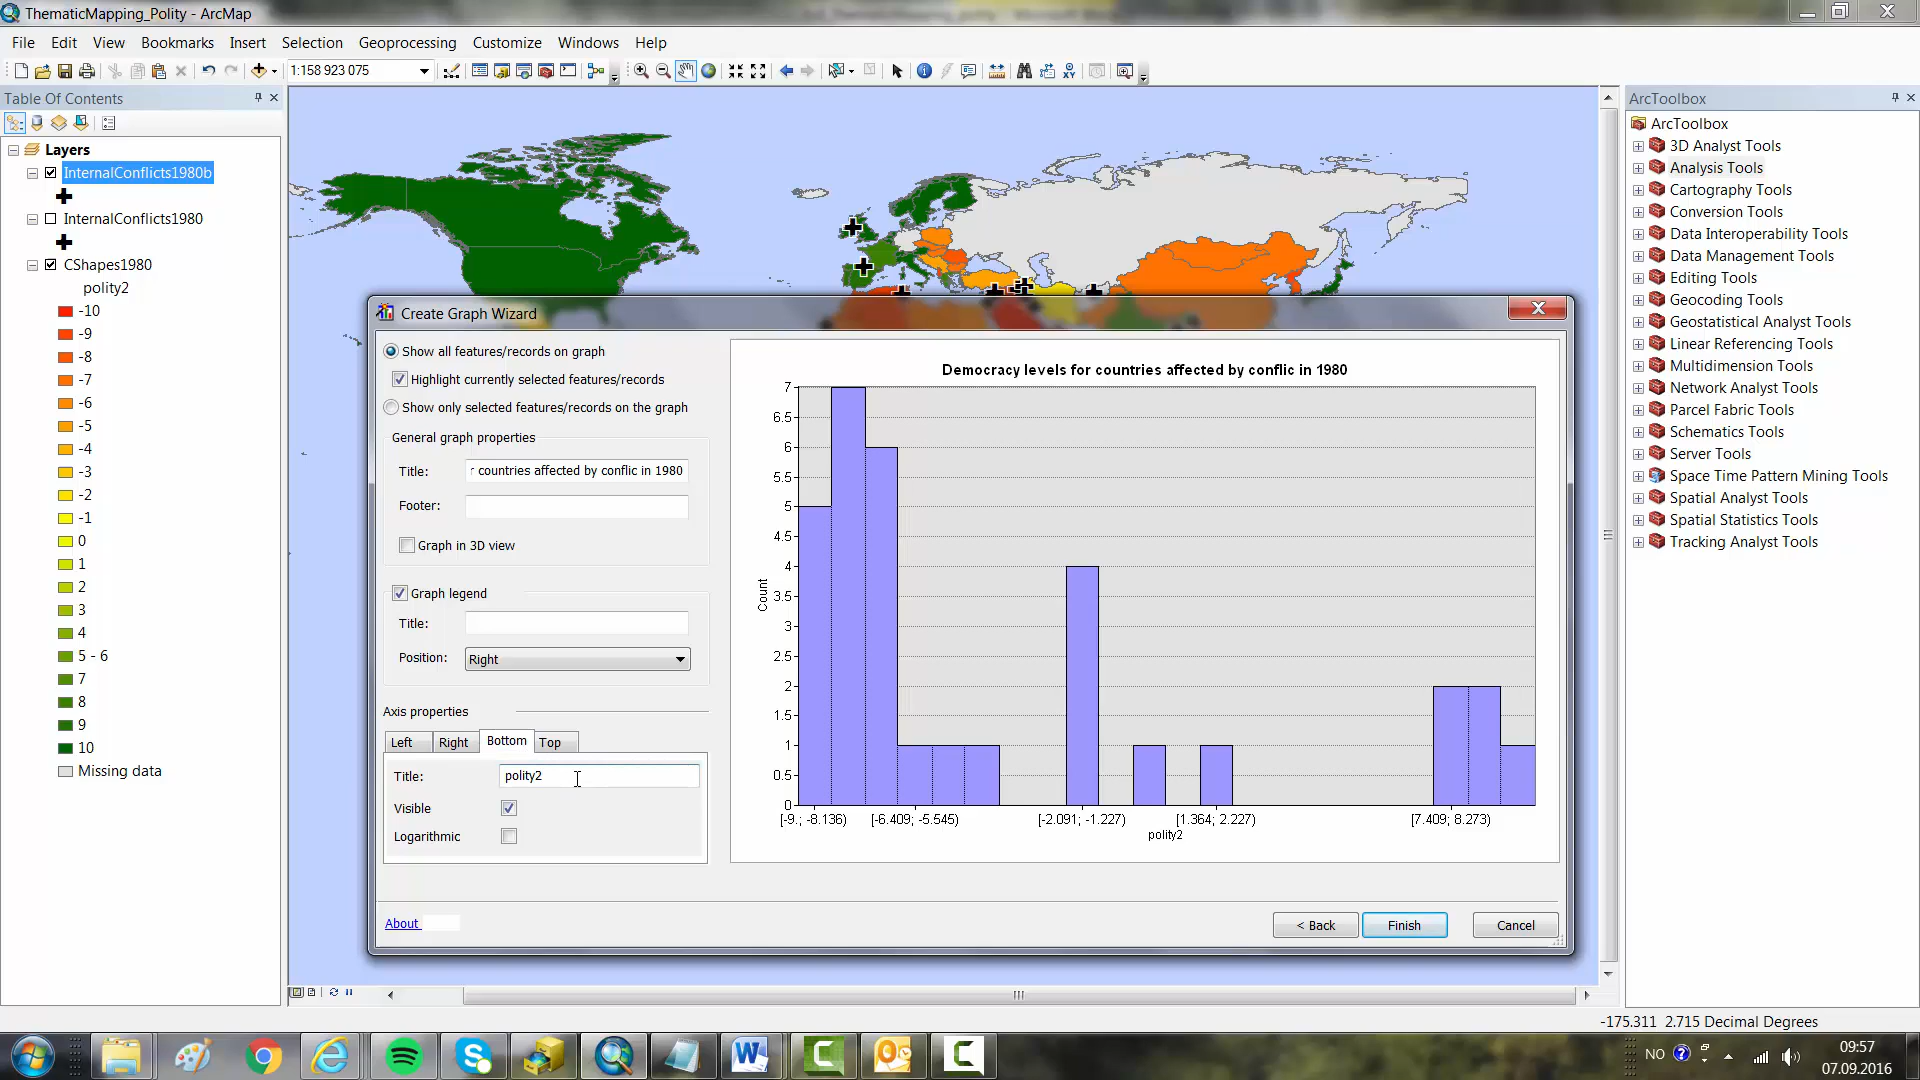 ThematicMapping_Polity - ArcMap
File Edit View Bookmarks Insert Selection Geoprocessing Customize Windows Help
1:158 923 075
Table Of Contents
Layers
InternalConflicts1980b
InternalConflicts1980
CShapes1980
polity2
-10
-9
-8
-7
-6
-5
-4
-3
-2
-1
0
1
2
3
4
5 - 6
7
8
9
10
Missing data
Create Graph Wizard
Show all features/records on graph
Highlight currently selected features/records
Show only selected features/records on the graph
General graph properties
Title: r countries affected by conflic in 1980
Footer:
Graph in 3D view
Graph legend
Title:
Position: Right
Axis properties
Left Right Bottom Top
Title: polity2
Visible
Logarithmic
About
Democracy levels for countries affected by conflic in 1980
7
6.5
6
5.5
5
4.5
4
3.5
3
2.5
2
1.5
1
0.5
0
Count
[-9.; -8.136) [-6.409; -5.545) [-2.091; -1.227) [1.364; 2.227) [7.409; 8.273)
polity2
< Back Finish Cancel
ArcToolbox
ArcToolbox
3D Analyst Tools
Analysis Tools
Cartography Tools
Conversion Tools
Data Interoperability Tools
Data Management Tools
Editing Tools
Geocoding Tools
Geostatistical Analyst Tools
Linear Referencing Tools
Multidimension Tools
Network Analyst Tools
Parcel Fabric Tools
Schematics Tools
Server Tools
Space Time Pattern Mining Tools
Spatial Analyst Tools
Spatial Statistics Tools
Tracking Analyst Tools
-175.311 2.715 Decimal Degrees
NO
09:57
07.09.2016